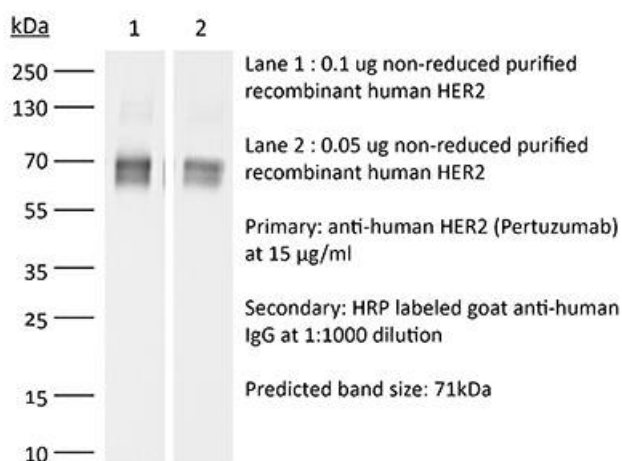 kDa
1 2
250
130
70
55
35
25
15
10
Lane 1 : 0.1 ug non-reduced purified
recombinant human HER2
Lane 2 : 0.05 ug non-reduced purified
recombinant human HER2
Primary: anti-human HER2 (Pertuzumab)
at 15 µg/ml
Secondary: HRP labeled goat anti-human
IgG at 1:1000 dilution
Predicted band size: 71kDa